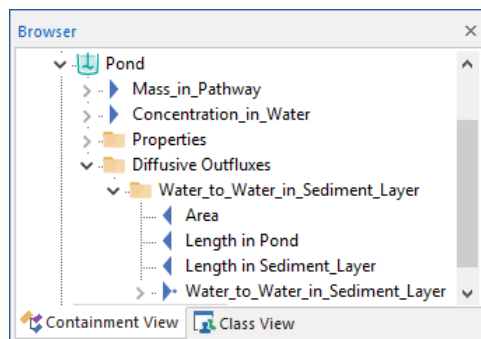 Browser
Pond
Mass_in_Pathway
Concentration_in_Water
Properties
Diffusive Outfluxes
Water_to_Water_in_Sediment_Layer
Area
Length in Pond
Length in Sediment_Layer
Water_to_Water_in_Sediment_Layer
Containment View Class View